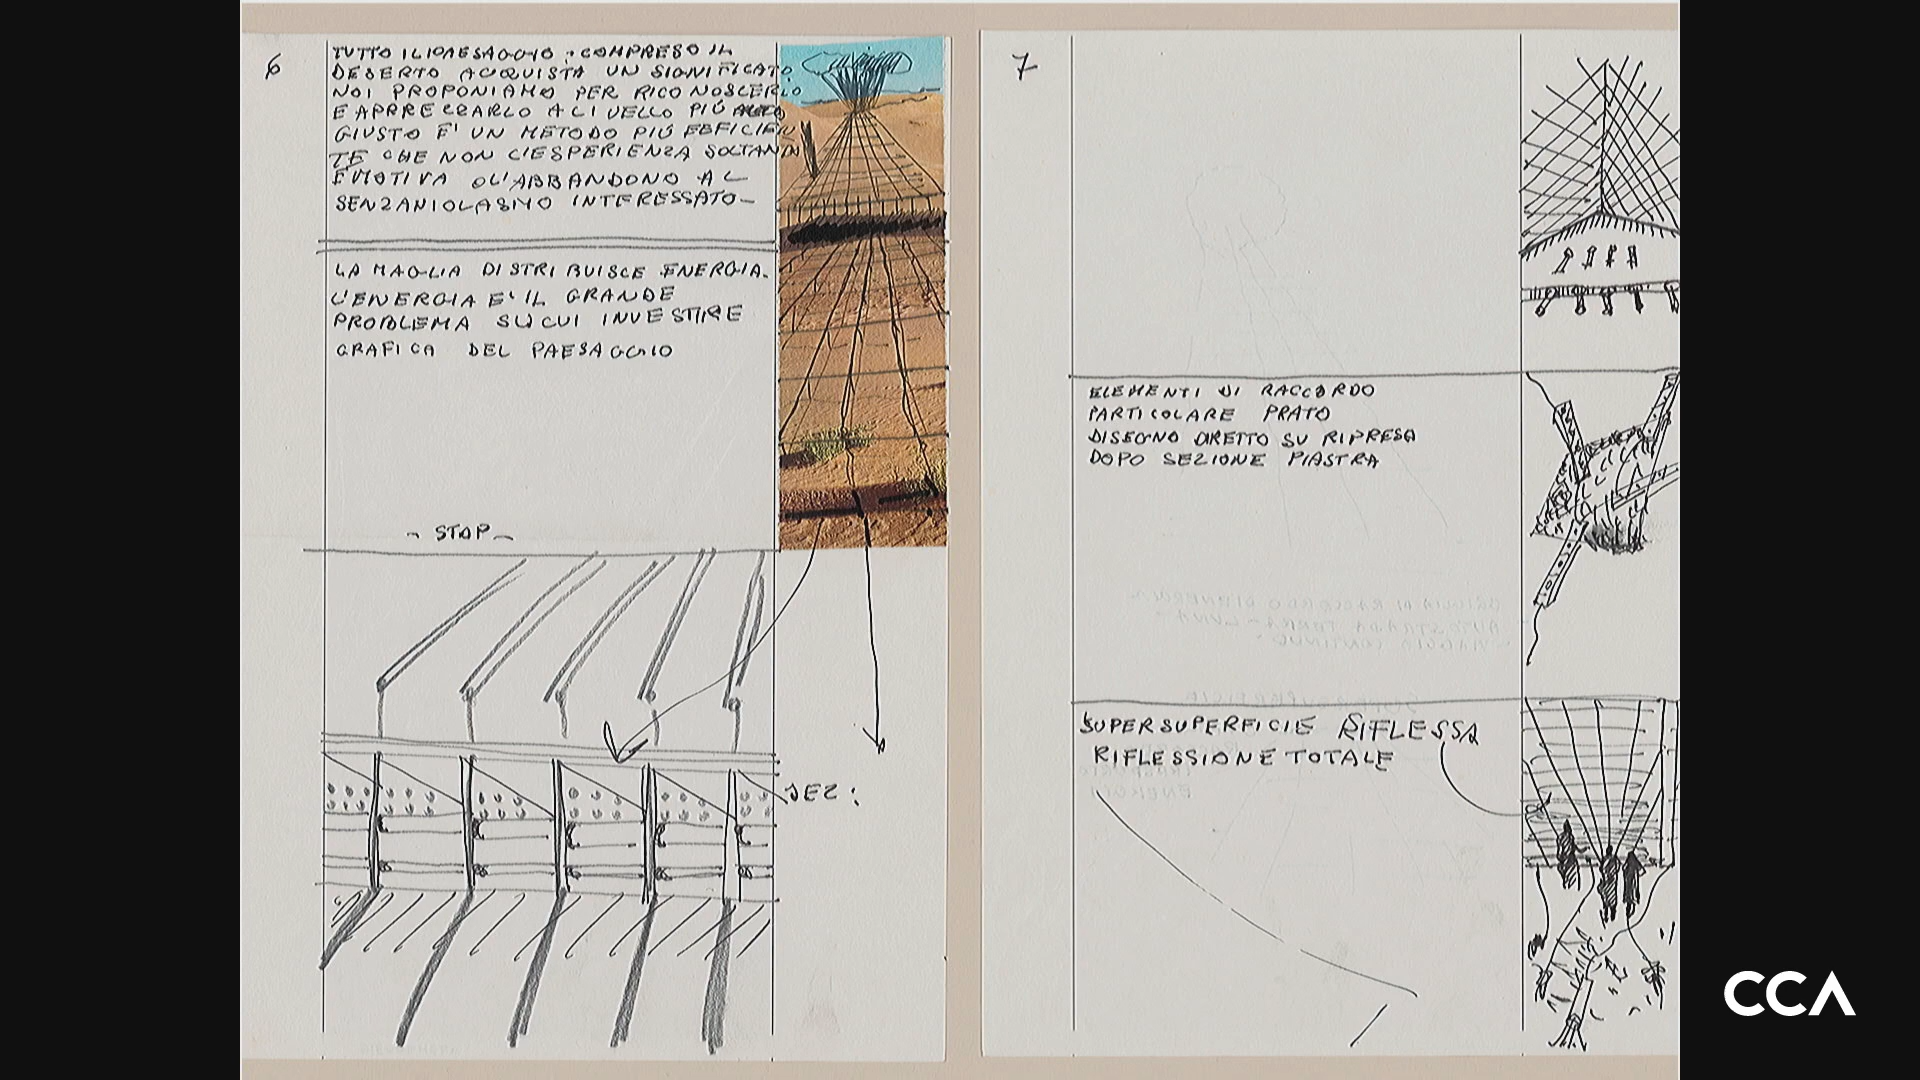 6
TUTTO IL PAESAGGIO, COMPRESO IL
DESERTO ACQUISTA UN SIGNIFICATO.
NOI PROPONIAMO PER RICONOSCERLO
E APPREZZARLO A LIVELLO PIÚ
GIUSTO E' UN METODO PIÚ EFFICIEN
TE CHE NON L'ESPERIENZA SOLTANTO
EMOTIVA O L'ABBANDONO AL
INTERESSATO-
LA MAGLIA DISTRIBUISCE ENERGIA.
L'ENERGIA E' IL GRANDE
PROBLEMA SU CUI INVESTIRE
GRAFICA DEL PAESAGGIO
- STOP -
SEZ:
7
ELEMENTI DI RACCORDO
PARTICOLARE PRATO
DISEGNO DIRETTO SU RIPRESA
DOPO SEZIONE PIASTRA
SUPERSUPERFICIE RIFLESSA
RIFLESSIONE TOTALE
CCA